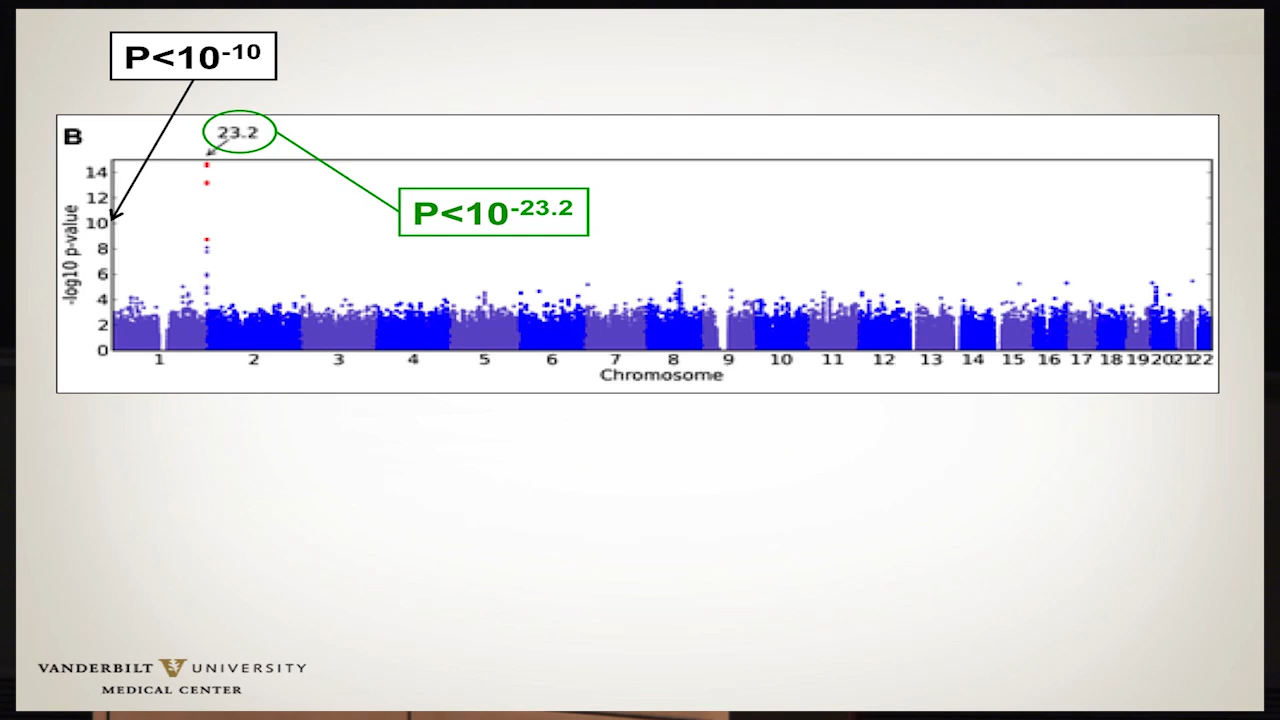 P<10⁻¹⁰
B
23.2
P<10⁻²³·²
14
12
10
8
6
4
2
0
-log10 p-value
1 2 3 4 5 6 7 8 9 10 11 12 13 14 15 16 17 18 19 20 21 22
Chromosome
VANDERBILT UNIVERSITY
MEDICAL CENTER